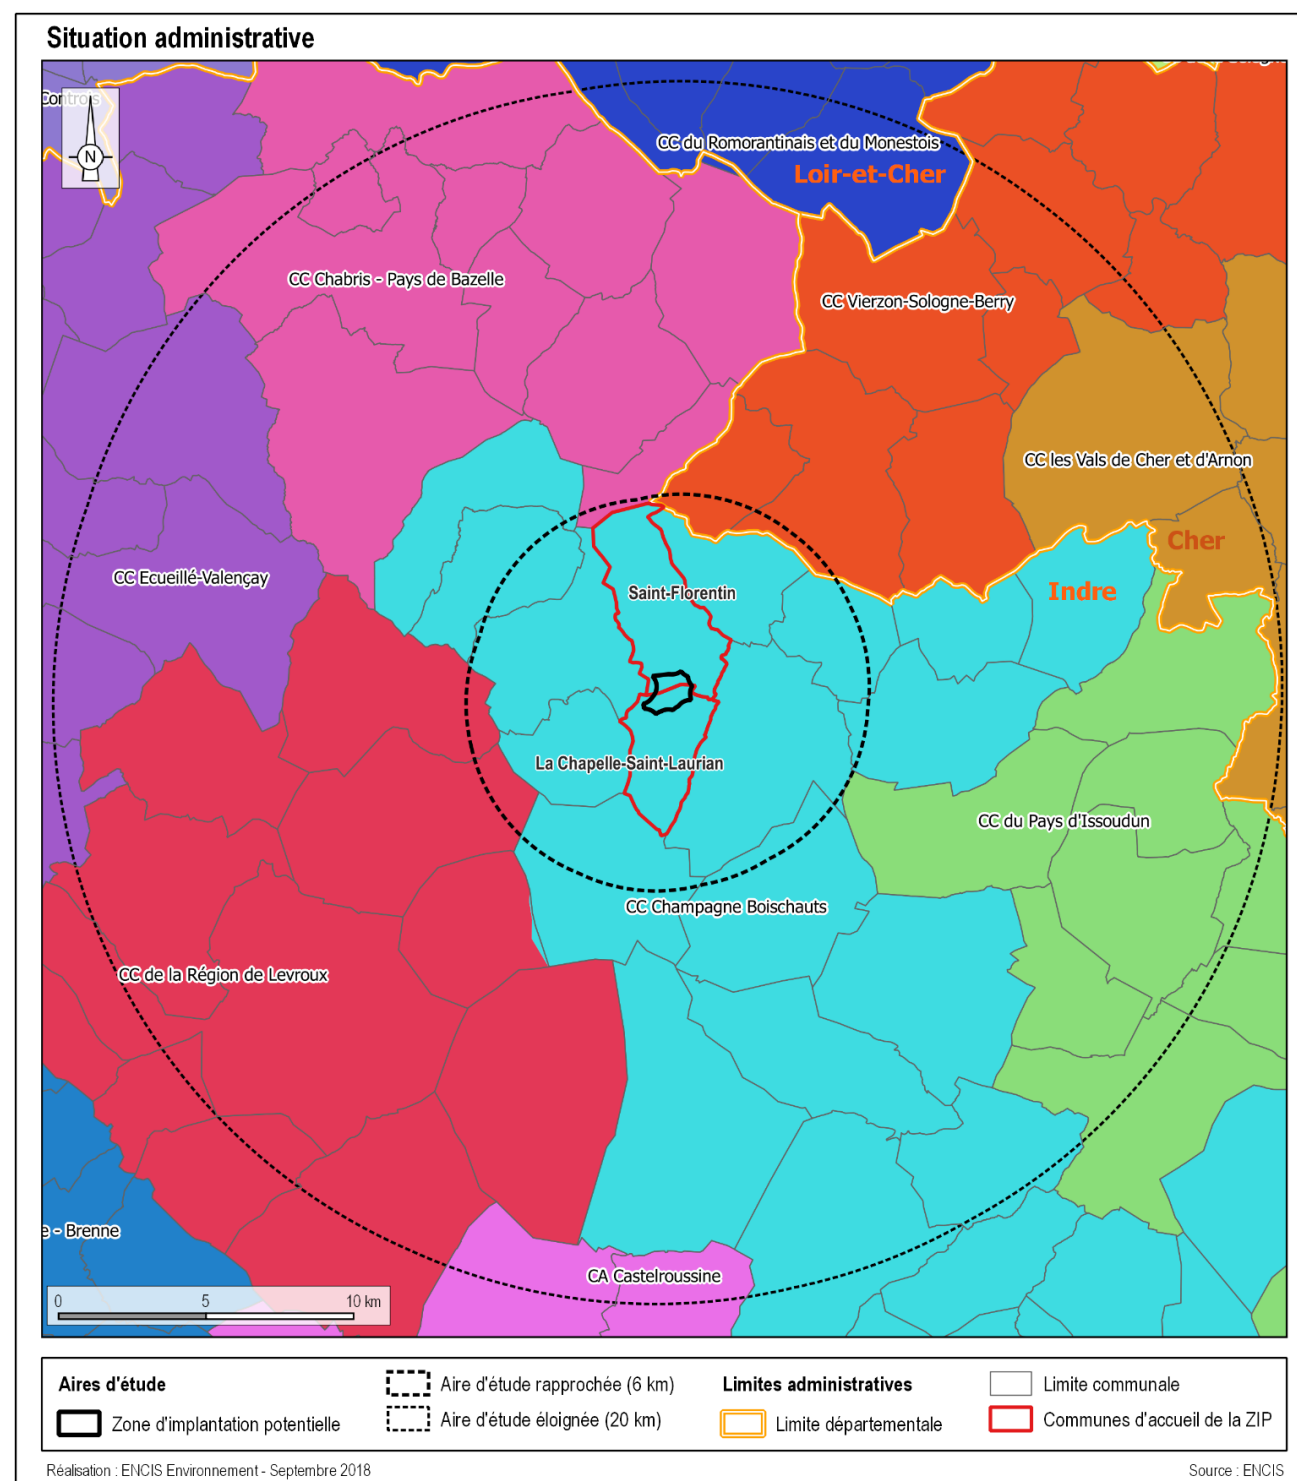 Situation administrative
Controis
N
CC du Romorantinais et du Monestois
Loir-et-Cher
CC Chabris - Pays de Bazelle
CC Vierzon-Sologne-Berry
CC les Vals de Cher et d'Arnon
Cher
CC Ecueillé-Valençay
Saint-Florentin
Indre
La Chapelle-Saint-Laurian
CC du Pays d'Issoudun
CC Champagne Boischauts
CC de la Région de Levroux
e - Brenne
CA Castelroussine
0 5 10 km
Aires d'étude
Zone d'implantation potentielle
Aire d'étude rapprochée (6 km)
Aire d'étude éloignée (20 km)
Limites administratives
Limite départementale
Limite communale
Communes d'accueil de la ZIP
Réalisation : ENCIS Environnement - Septembre 2018
Source : ENCIS